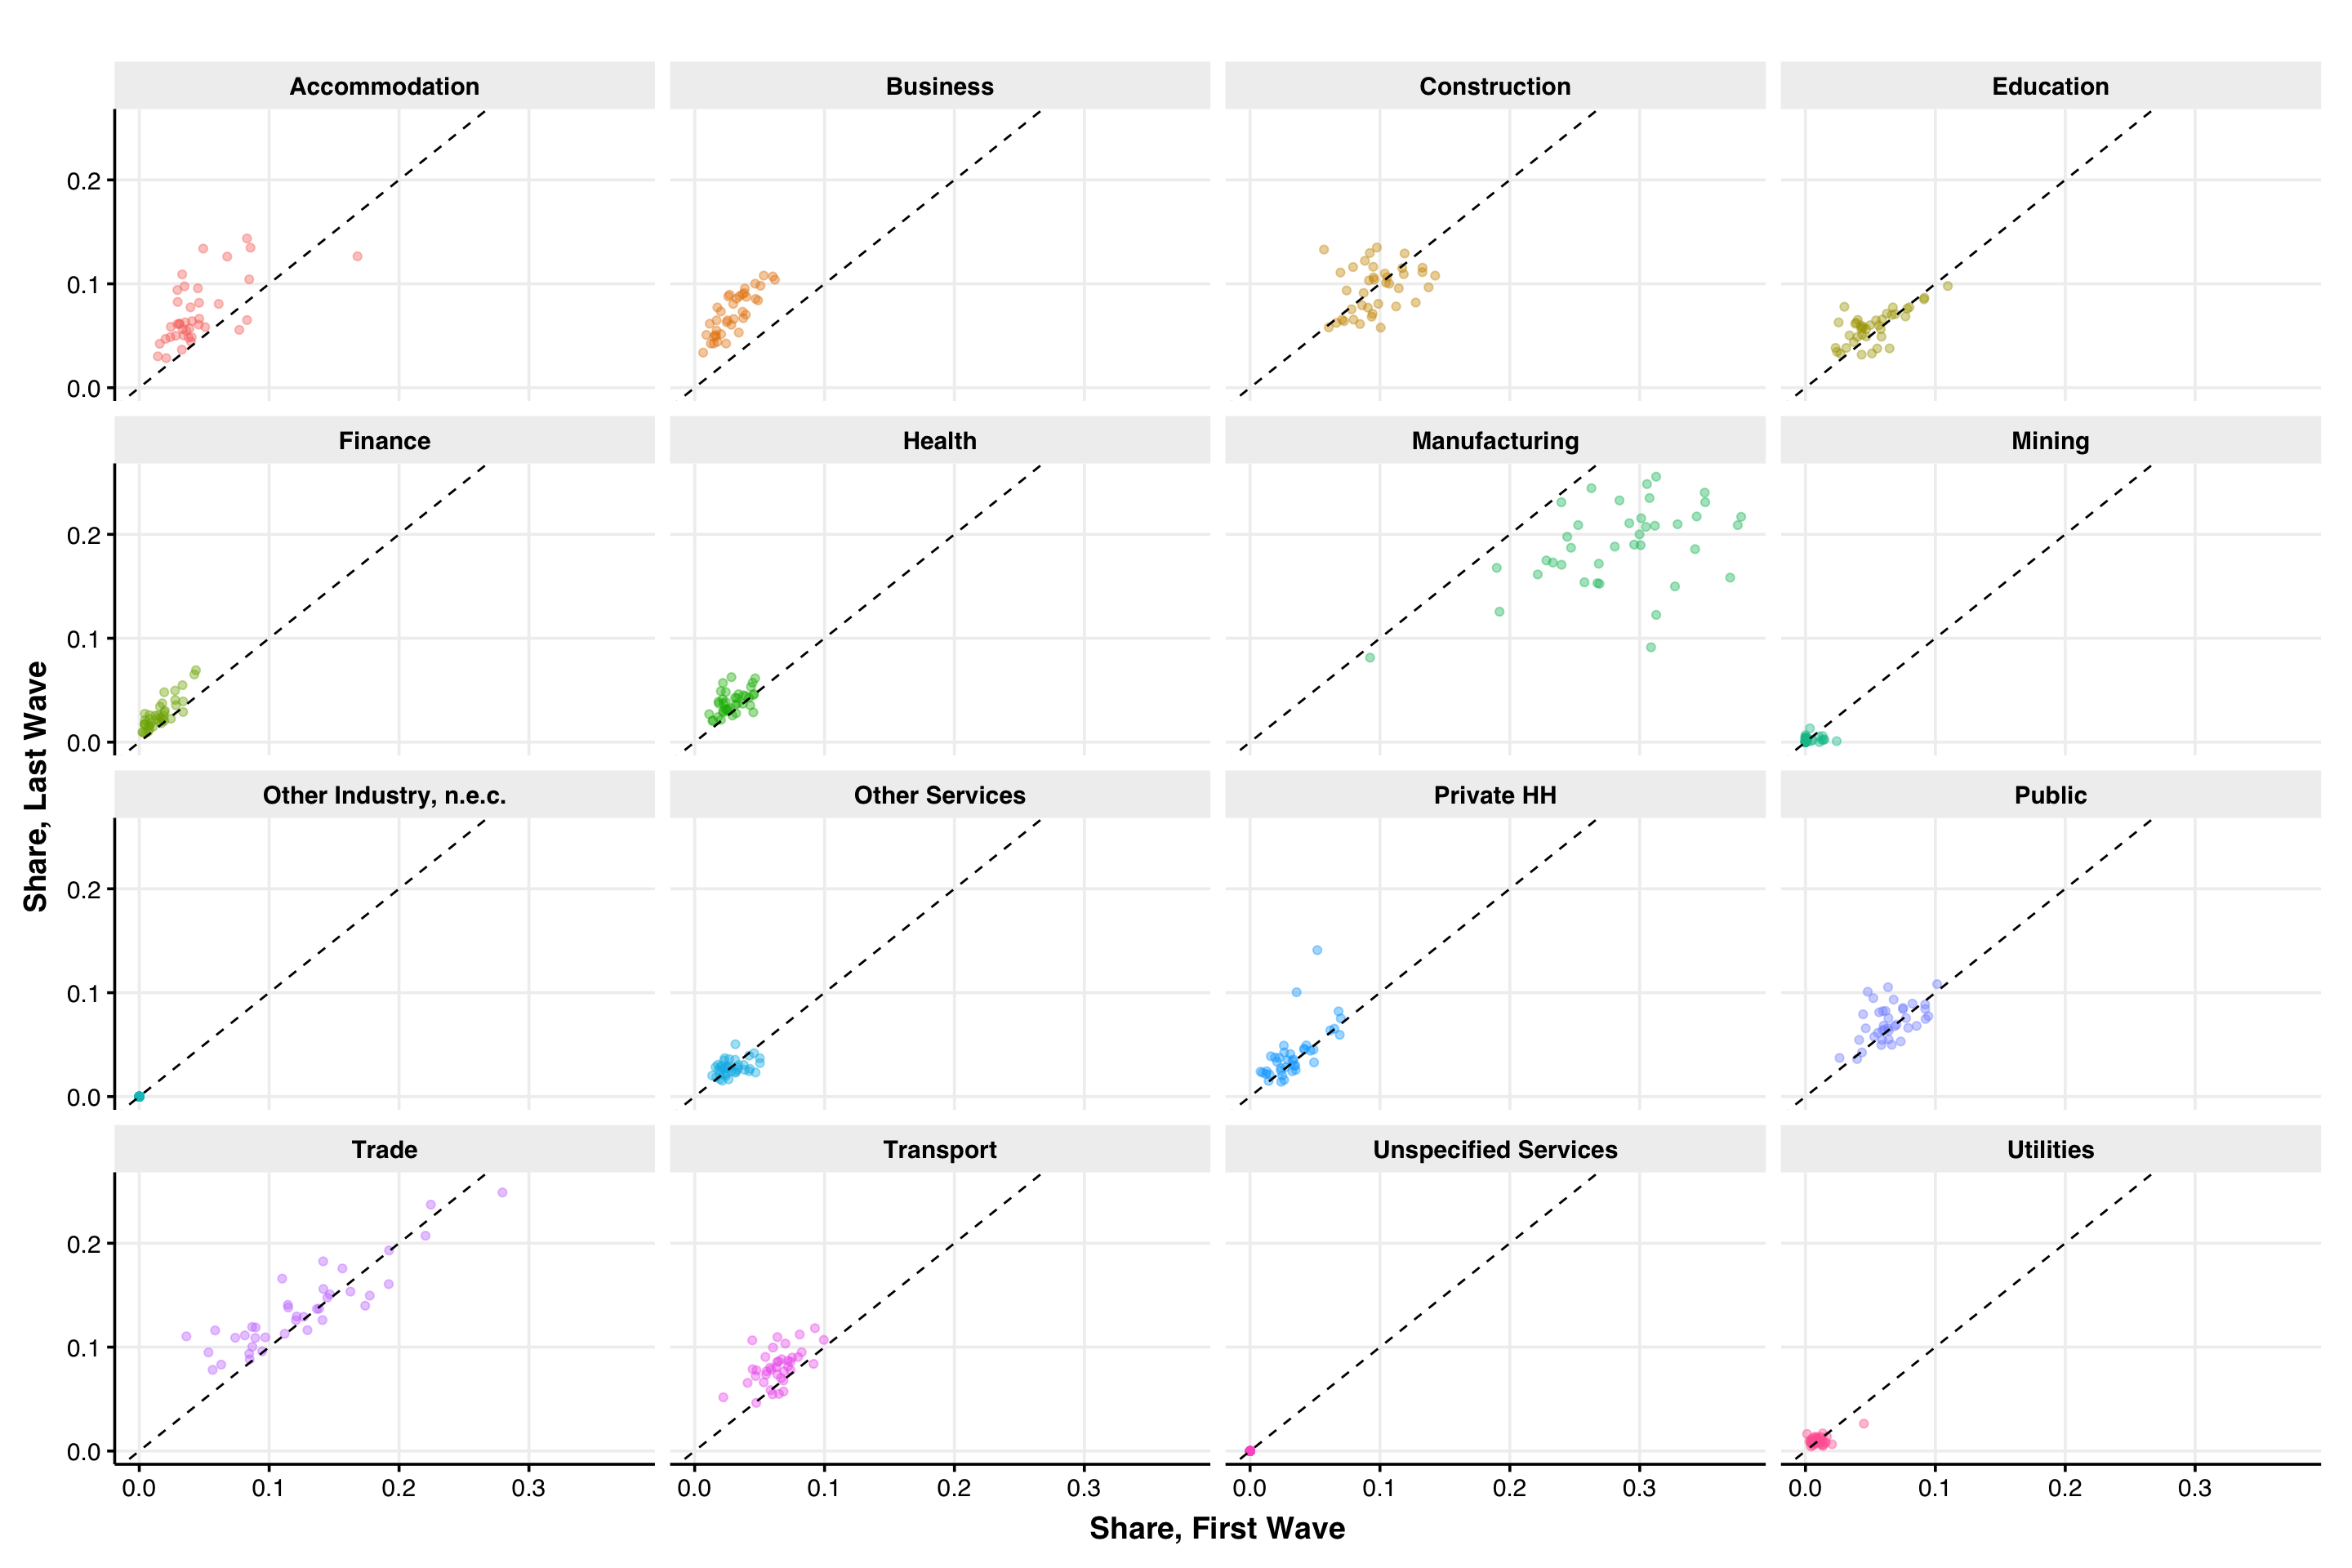 Accommodation
Business
Construction
Education
0.2
0.1
0.0
Finance
Health
Manufacturing
Mining
0.2
0.1
0.0
Other Industry, n.e.c.
Other Services
Private HH
Public
0.2
0.1
0.0
Trade
Transport
Unspecified Services
Utilities
0.2
0.1
0.0
0.0 0.1 0.2 0.3
0.0 0.1 0.2 0.3
0.0 0.1 0.2 0.3
0.0 0.1 0.2 0.3
Share, First Wave
Share, Last Wave